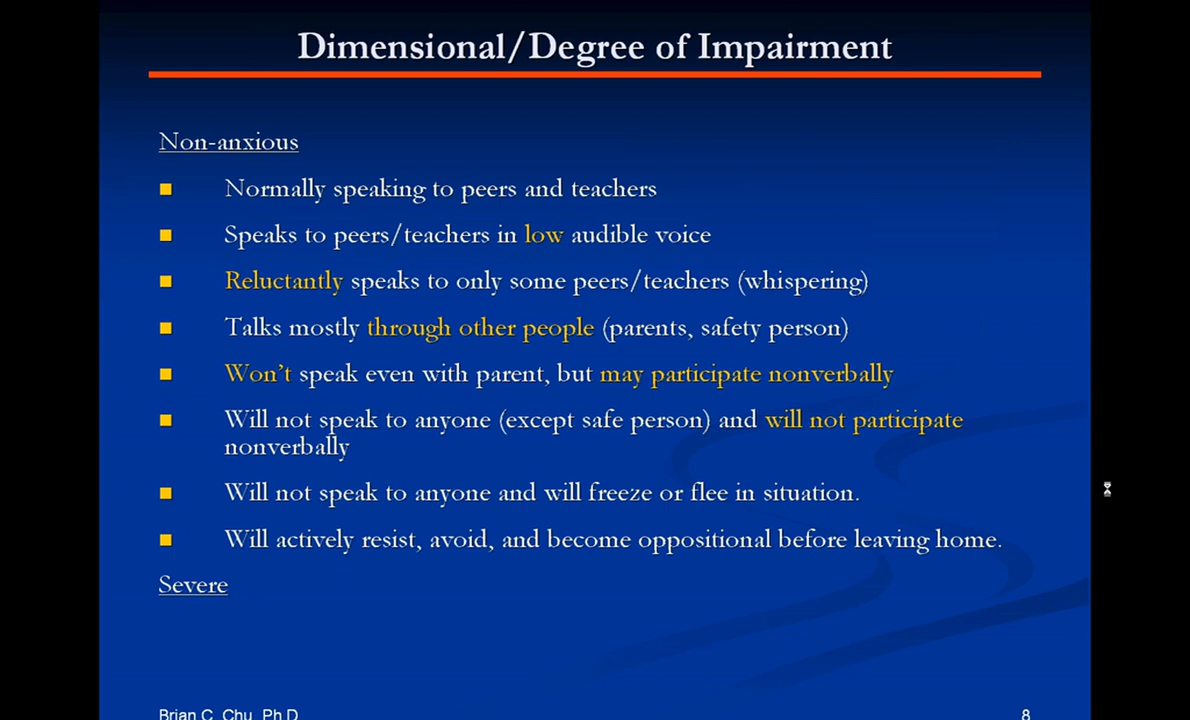 Dimensional/Degree of Impairment
Non-anxious
Normally speaking to peers and teachers
Speaks to peers/teachers in low audible voice
Reluctantly speaks to only some peers/teachers (whispering)
Talks mostly through other people (parents, safety person)
Won’t speak even with parent, but may participate nonverbally
Will not speak to anyone (except safe person) and will not participate
nonverbally
Will not speak to anyone and will freeze or flee in situation.
Will actively resist, avoid, and become oppositional before leaving home.
Severe
Brian C. Chu, Ph.D.
8